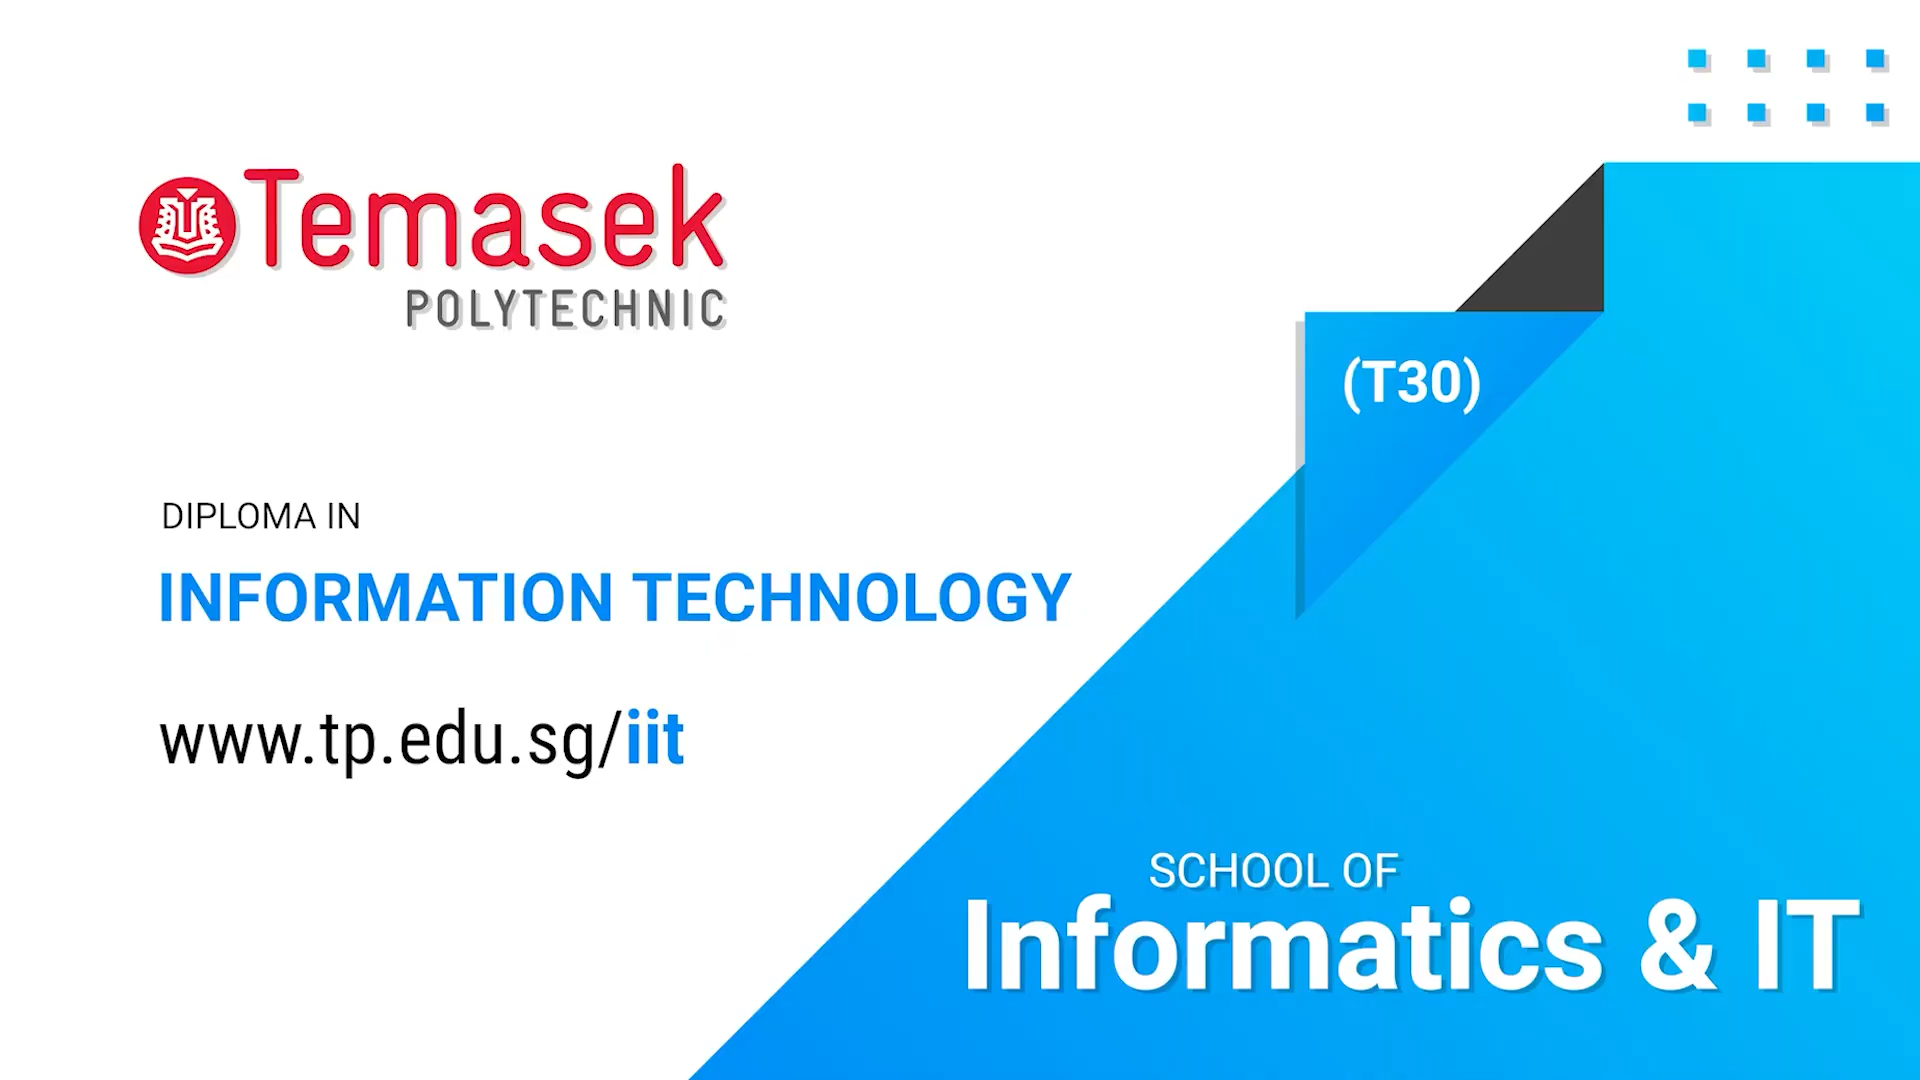 Temasek
POLYTECHNIC
(T30)
DIPLOMA IN
INFORMATION TECHNOLOGY
www.tp.edu.sg/iit
SCHOOL OF
Informatics & IT